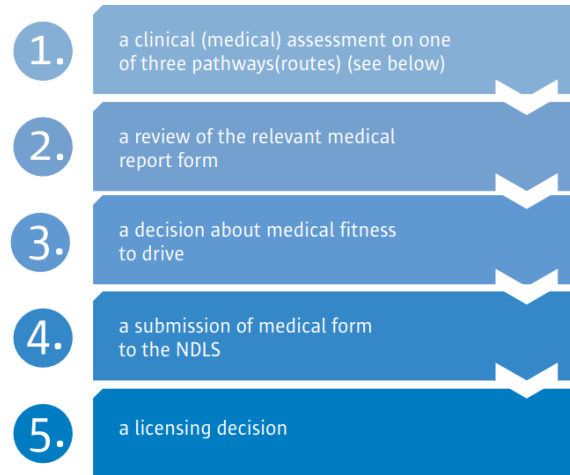 1.
a clinical (medical) assessment on one
of three pathways(routes) (see below)
2.
a review of the relevant medical
report form
3.
a decision about medical fitness
to drive
4.
a submission of medical form
to the NDLS
5.
a licensing decision